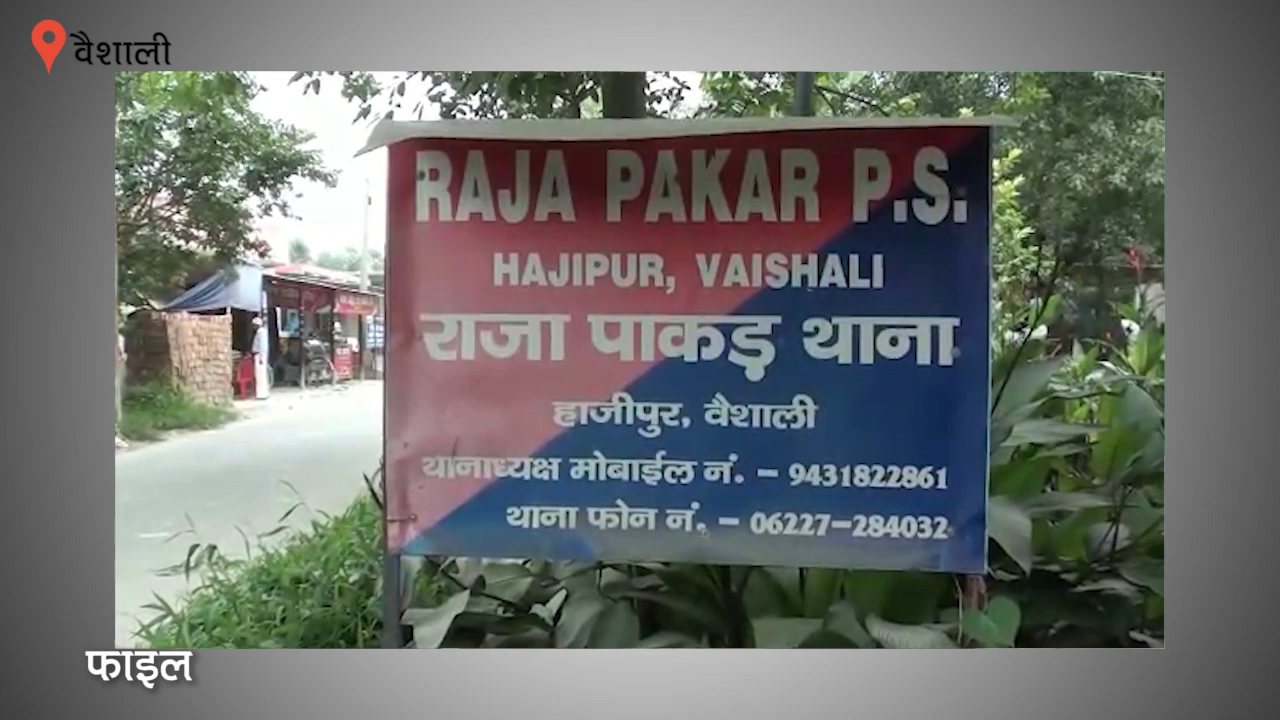 वैशाली
RAJA PAKAR P.S.
HAJIPUR, VAISHALI
राजा पाकड़ थाना
हाजीपुर, वैशाली
थानाध्यक्ष मोबाईल नं. - 9431822861
थाना फोन नं. - 06227-284032
फाइल